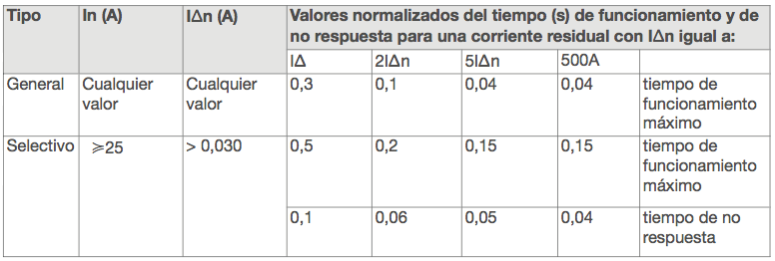 Tipo In (A) IΔn (A) Valores normalizados del tiempo (s) de funcionamiento y de
no respuesta para una corriente residual con IΔn igual a:
IΔ 2IΔn 5IΔn 500A
General Cualquier Cualquier 0,3 0,1 0,04 0,04 tiempo de
valor valor funcionamiento
máximo
Selectivo ⩾25 > 0,030 0,5 0,2 0,15 0,15 tiempo de
funcionamiento
máximo
0,1 0,06 0,05 0,04 tiempo de no
respuesta